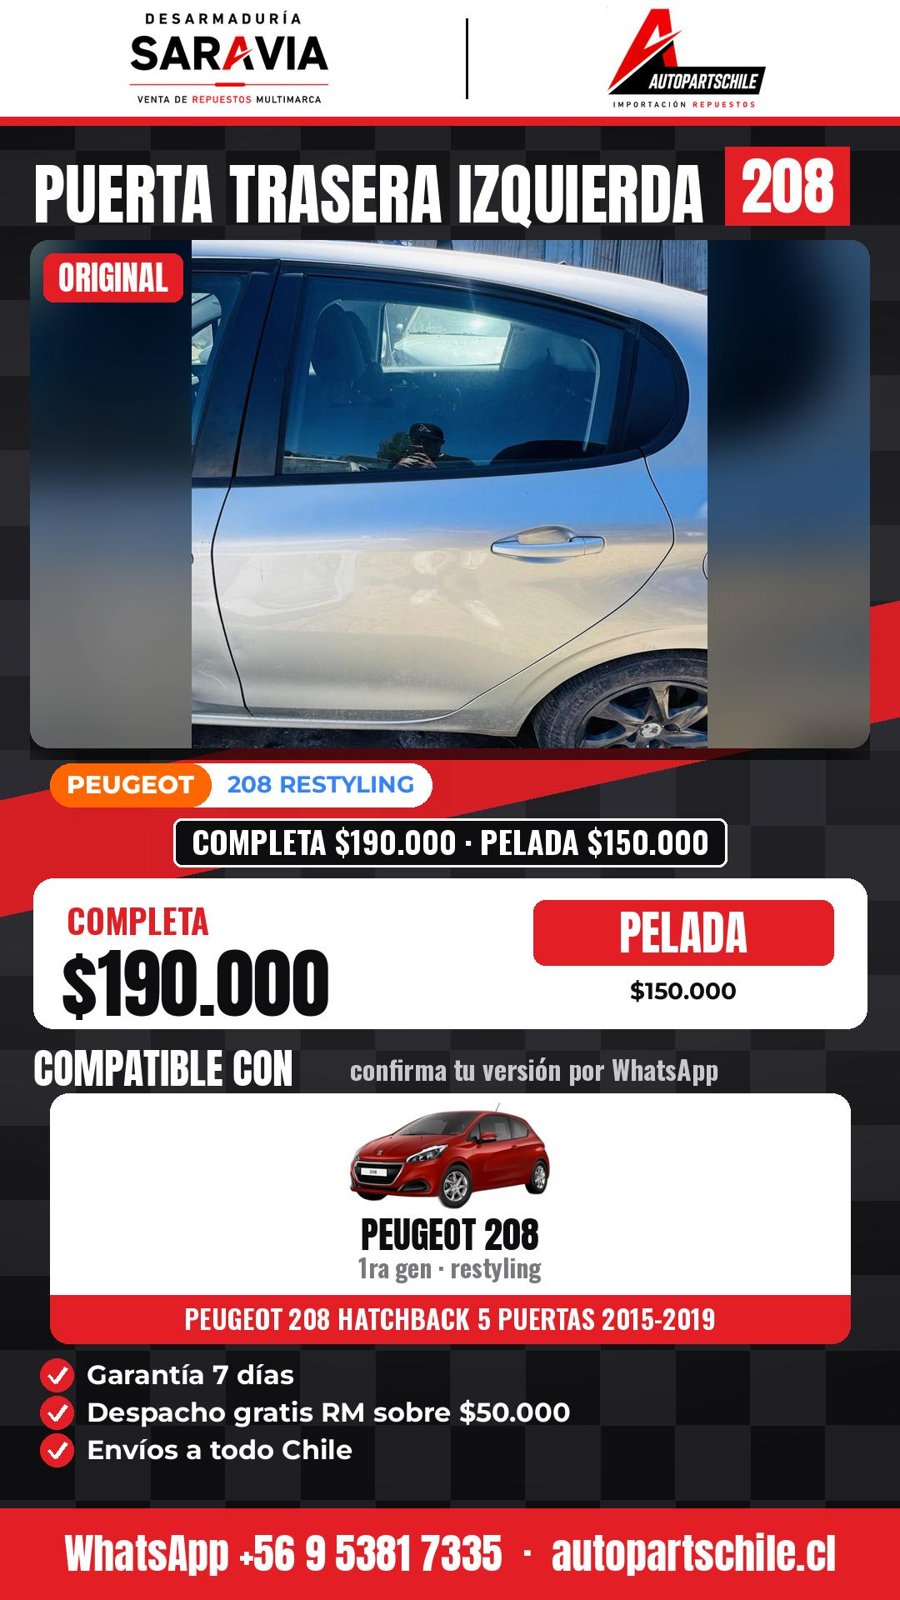 DESARMADURÍA
SARAVIA
VENTA DE REPUESTOS MULTIMARCA
AUTOPARTSCHILE
IMPORTACIÓN REPUESTOS
PUERTA TRASERA IZQUIERDA 208
ORIGINAL
PEUGEOT 208 RESTYLING
COMPLETA $190.000 · PELADA $150.000
COMPLETA
$190.000
PELADA
$150.000
COMPATIBLE CON confirma tu versión por WhatsApp
208
PEUGEOT 208
1ra gen · restyling
PEUGEOT 208 HATCHBACK 5 PUERTAS 2015-2019
Garantía 7 días
Despacho gratis RM sobre $50.000
Envíos a todo Chile
WhatsApp +56 9 5381 7335 · autopartschile.cl